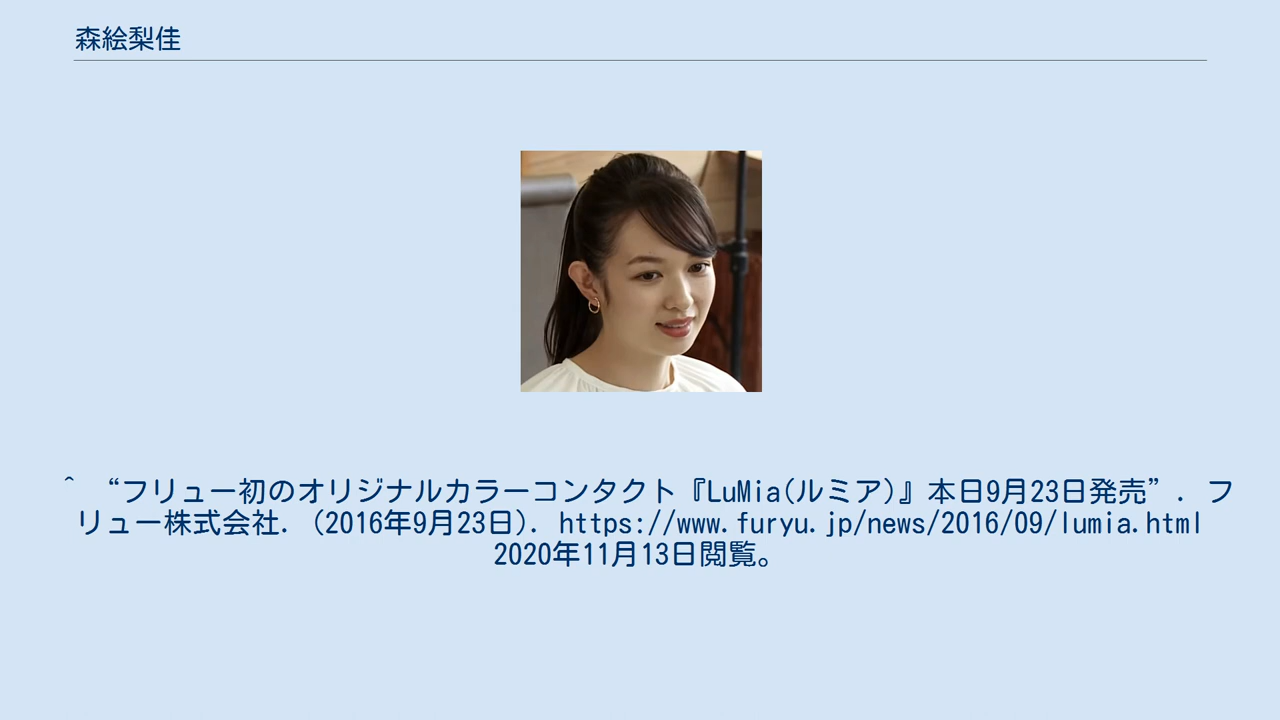 森絵梨佳
^ “フリュー初のオリジナルカラーコンタクト『LuMia(ルミア)』本日9月23日発売”. フ
リュー株式会社. (2016年9月23日). https://www.furyu.jp/news/2016/09/lumia.html
2020年11月13日閲覧。